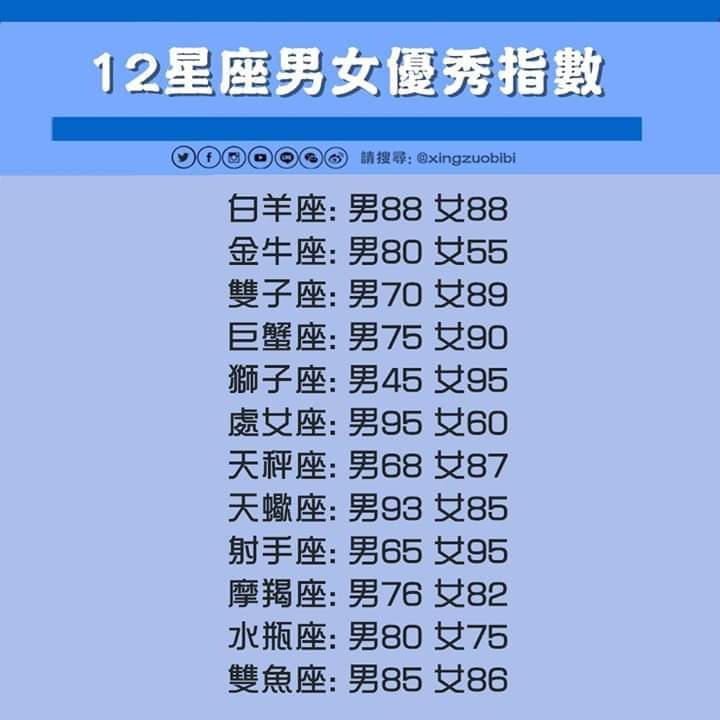 12星座男女優秀指數
請搜尋: @xingzuobibi
白羊座: 男88 女88
金牛座: 男80 女55
雙子座: 男70 女89
巨蟹座: 男75 女90
獅子座: 男45 女95
處女座: 男95 女60
天秤座: 男68 女87
天蠍座: 男93 女85
射手座: 男65 女95
摩羯座: 男76 女82
水瓶座: 男80 女75
雙魚座: 男85 女86